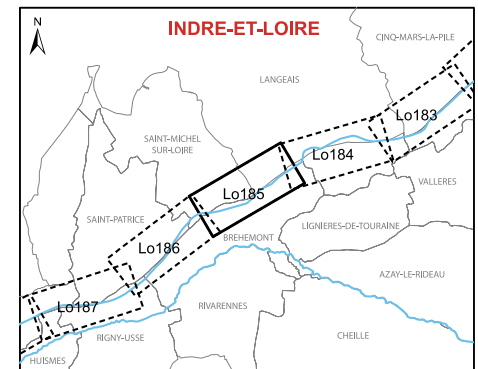 N
INDRE-ET-LOIRE
CINQ-MARS-LA-PILE
LANGEAIS
Lo183
SAINT-MICHEL
SUR-LOIRE
Lo184
VALLERES
Lo185
SAINT-PATRICE
LIGNIERES-DE-TOURAINE
BREHEMONT
Lo186
AZAY-LE-RIDEAU
Lo187
RIVARENNES
RIGNY-USSE
CHEILLE
HUISMES